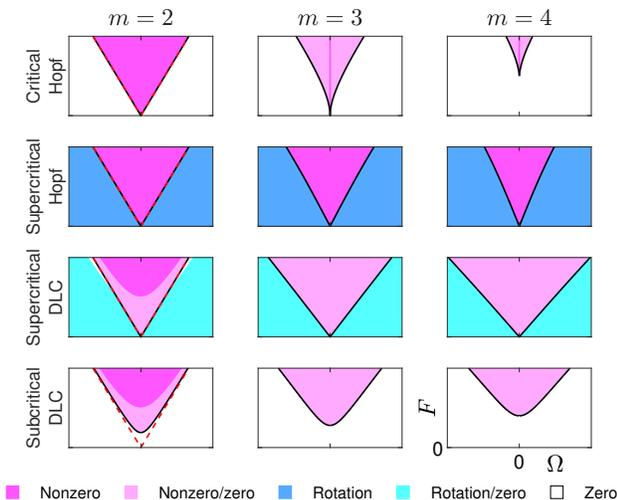 m = 2
m = 3
m = 4
Critical
Hopf
Supercritical
Hopf
Supercritical
DLC
Subcritical
DLC
F
0
0
Ω
Nonzero
Nonzero/zero
Rotation
Rotation/zero
Zero